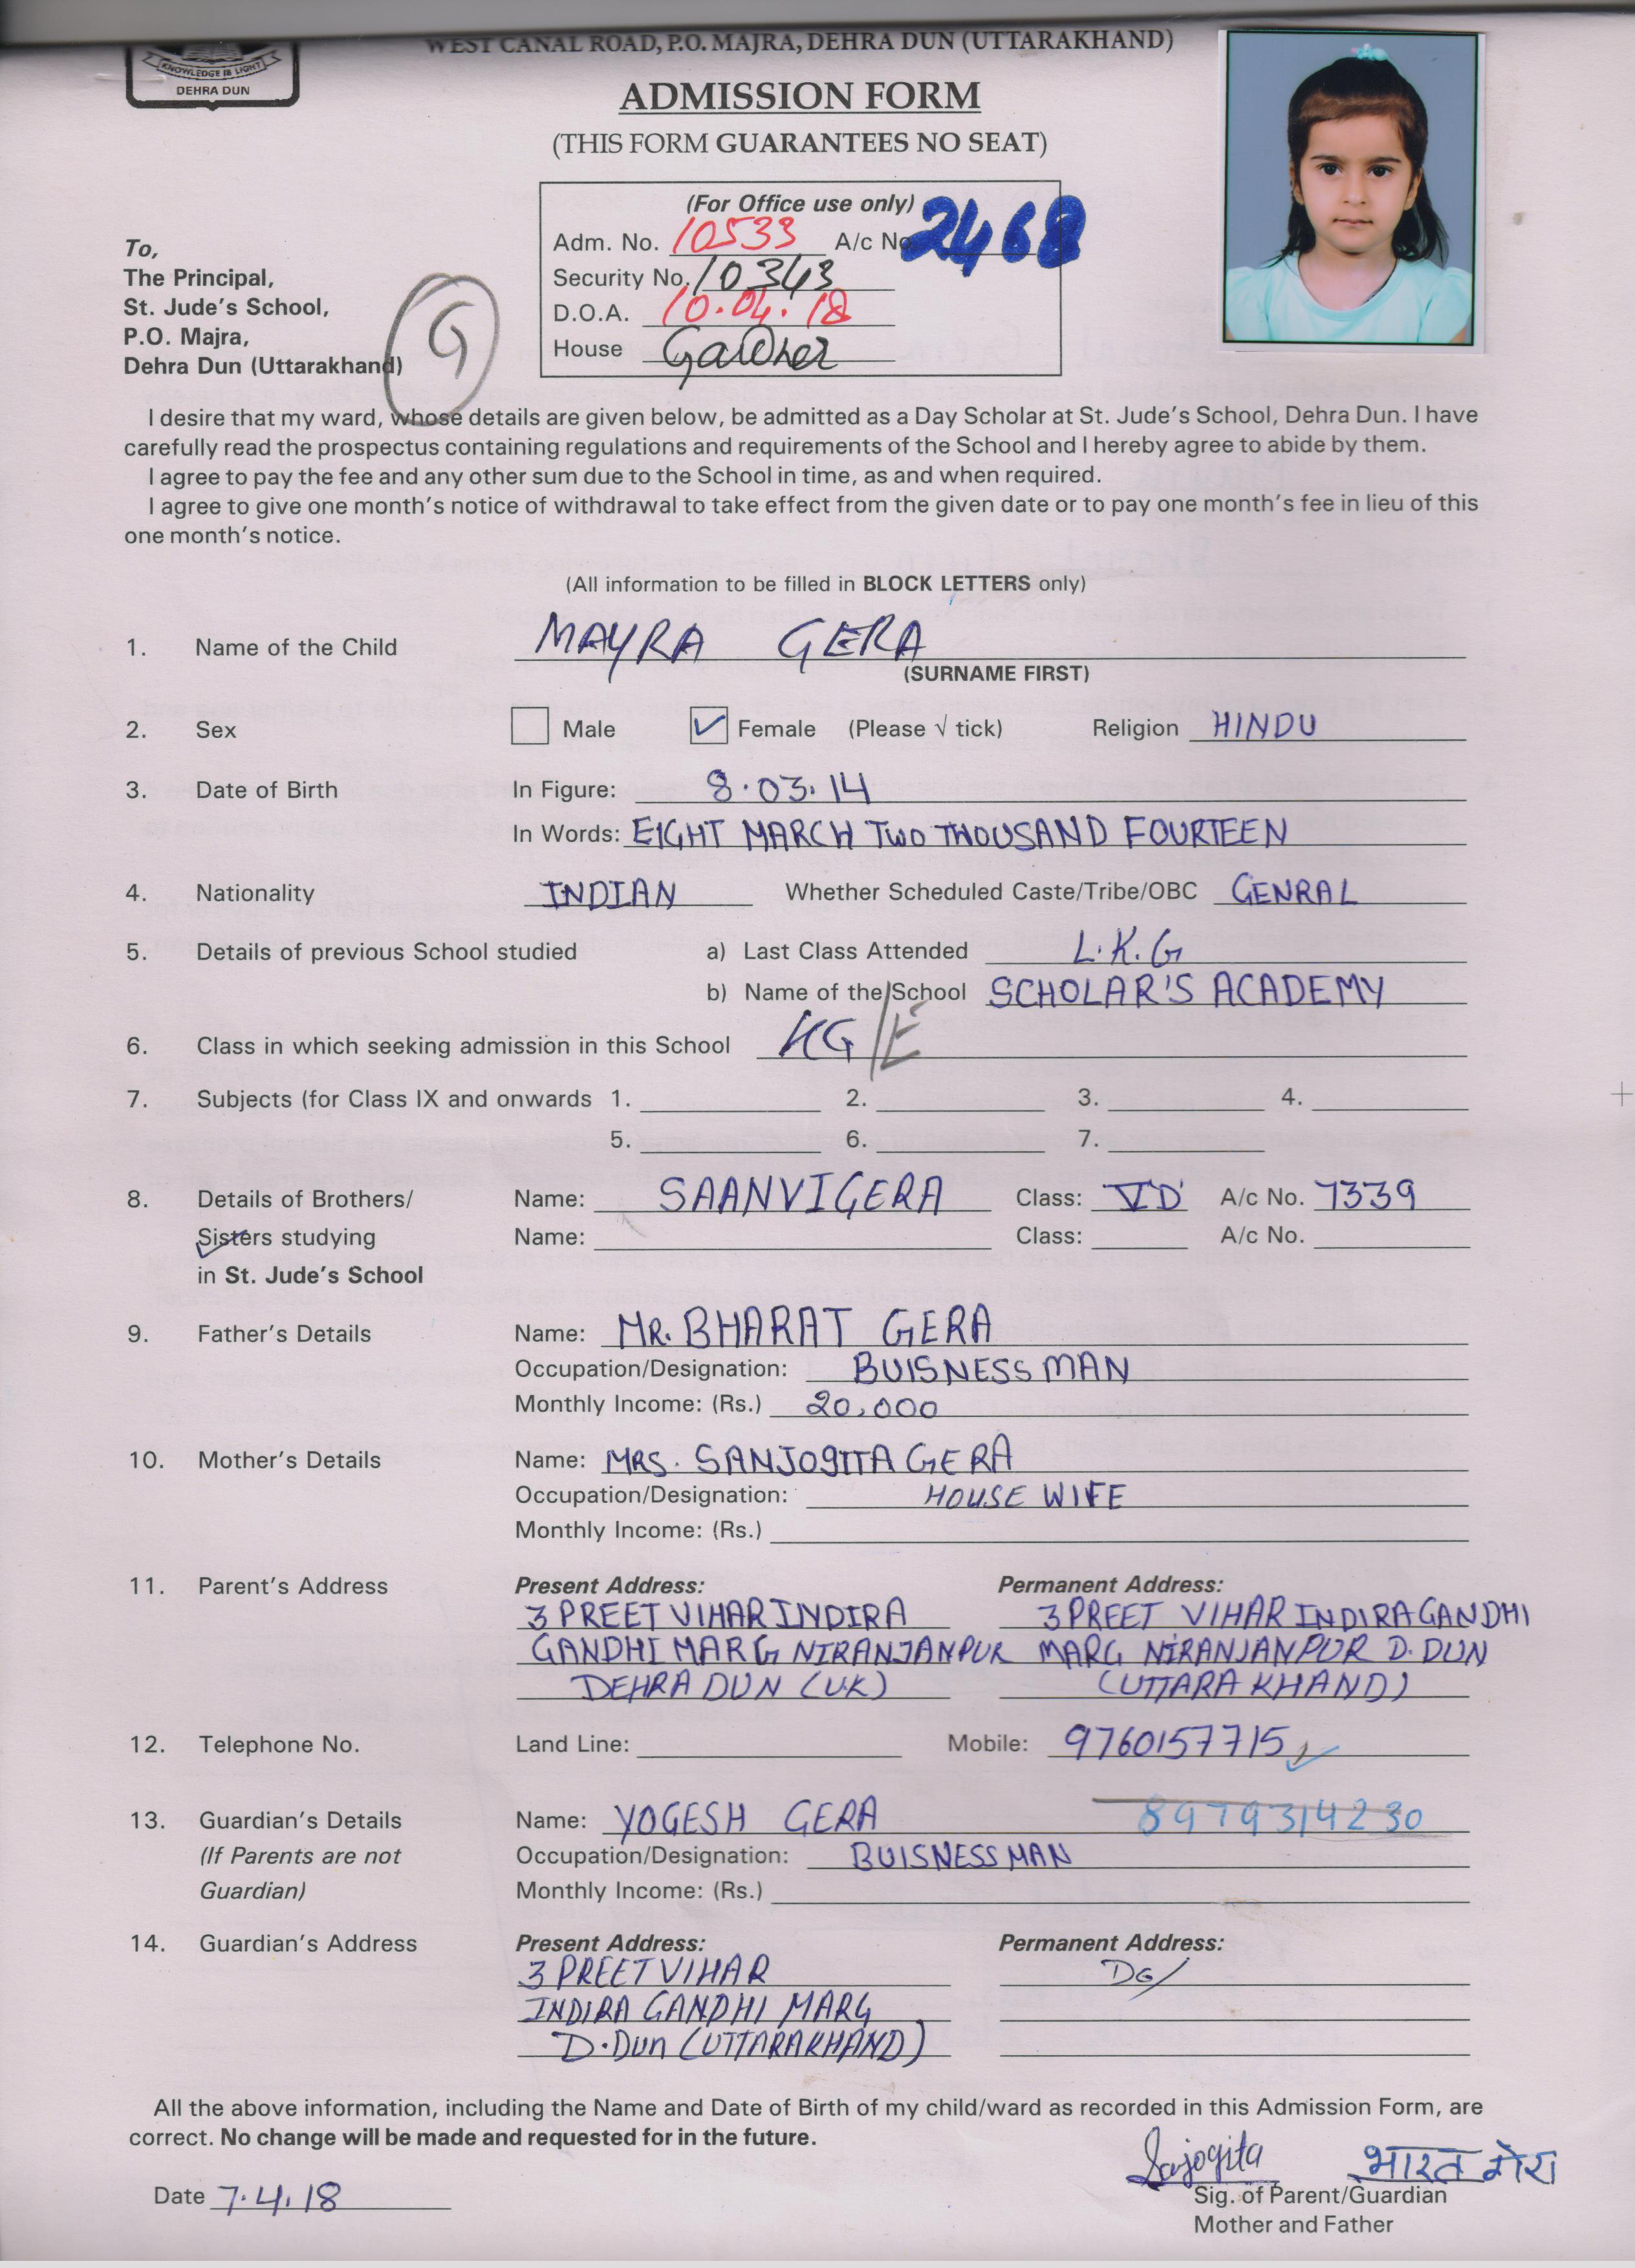 WEST CANAL ROAD, P.O. MAJRA, DEHRA DUN (UTTARAKHAND)
KNOWLEDGE IS LIGHT
DEHRA DUN
ADMISSION FORM
(THIS FORM GUARANTEES NO SEAT)
(For Office use only)
Adm. No. 10533 A/c No. 2468
Security No. 10343
D.O.A. 10.04.18
House Gardner
To,
The Principal,
St. Jude's School,
P.O. Majra,
Dehra Dun (Uttarakhand)
G
I desire that my ward, whose details are given below, be admitted as a Day Scholar at St. Jude's School, Dehra Dun. I have
carefully read the prospectus containing regulations and requirements of the School and I hereby agree to abide by them.
I agree to pay the fee and any other sum due to the School in time, as and when required.
I agree to give one month's notice of withdrawal to take effect from the given date or to pay one month's fee in lieu of this
one month's notice.
(All information to be filled in BLOCK LETTERS only)
1. Name of the Child MAYRA GERA
(SURNAME FIRST)
2. Sex Male ✓ Female (Please √ tick) Religion HINDU
3. Date of Birth In Figure: 8.03.14
In Words: EIGHT MARCH TWO THOUSAND FOURTEEN
4. Nationality INDIAN Whether Scheduled Caste/Tribe/OBC GENRAL
5. Details of previous School studied a) Last Class Attended L.K.G
b) Name of the School SCHOLAR'S ACADEMY
6. Class in which seeking admission in this School KG/E
7. Subjects (for Class IX and onwards 1. 2. 3. 4.
5. 6. 7.
8. Details of Brothers/ Name: SAANVI GERA Class: VD A/c No. 7339
Sisters studying Name: Class: A/c No.
in St. Jude's School
9. Father's Details Name: MR. BHARAT GERA
Occupation/Designation: BUISNESS MAN
Monthly Income: (Rs.) 20,000
10. Mother's Details Name: MRS. SANJOGITA GERA
Occupation/Designation: HOUSE WIFE
Monthly Income: (Rs.)
11. Parent's Address Present Address: Permanent Address:
3 PREET VIHAR INDIRA 3 PREET VIHAR INDIRA GANDHI
GANDHI MARG NIRANJANPUR MARG NIRANJANPUR D.DUN
DEHRA DUN (U.K) (UTTARA KHAND)
12. Telephone No. Land Line: Mobile: 9760157715,
13. Guardian's Details Name: YOGESH GERA 8979314230
(If Parents are not Occupation/Designation: BUISNESS MAN
Guardian) Monthly Income: (Rs.)
14. Guardian's Address Present Address: Permanent Address:
3 PREET VIHAR Do
INDIRA GANDHI MARG
D.Dun (UTTARAKHAND)
All the above information, including the Name and Date of Birth of my child/ward as recorded in this Admission Form, are
correct. No change will be made and requested for in the future.
Sanjogita भारत गेरा
Date 7.4.18 Sig. of Parent/Guardian
Mother and Father